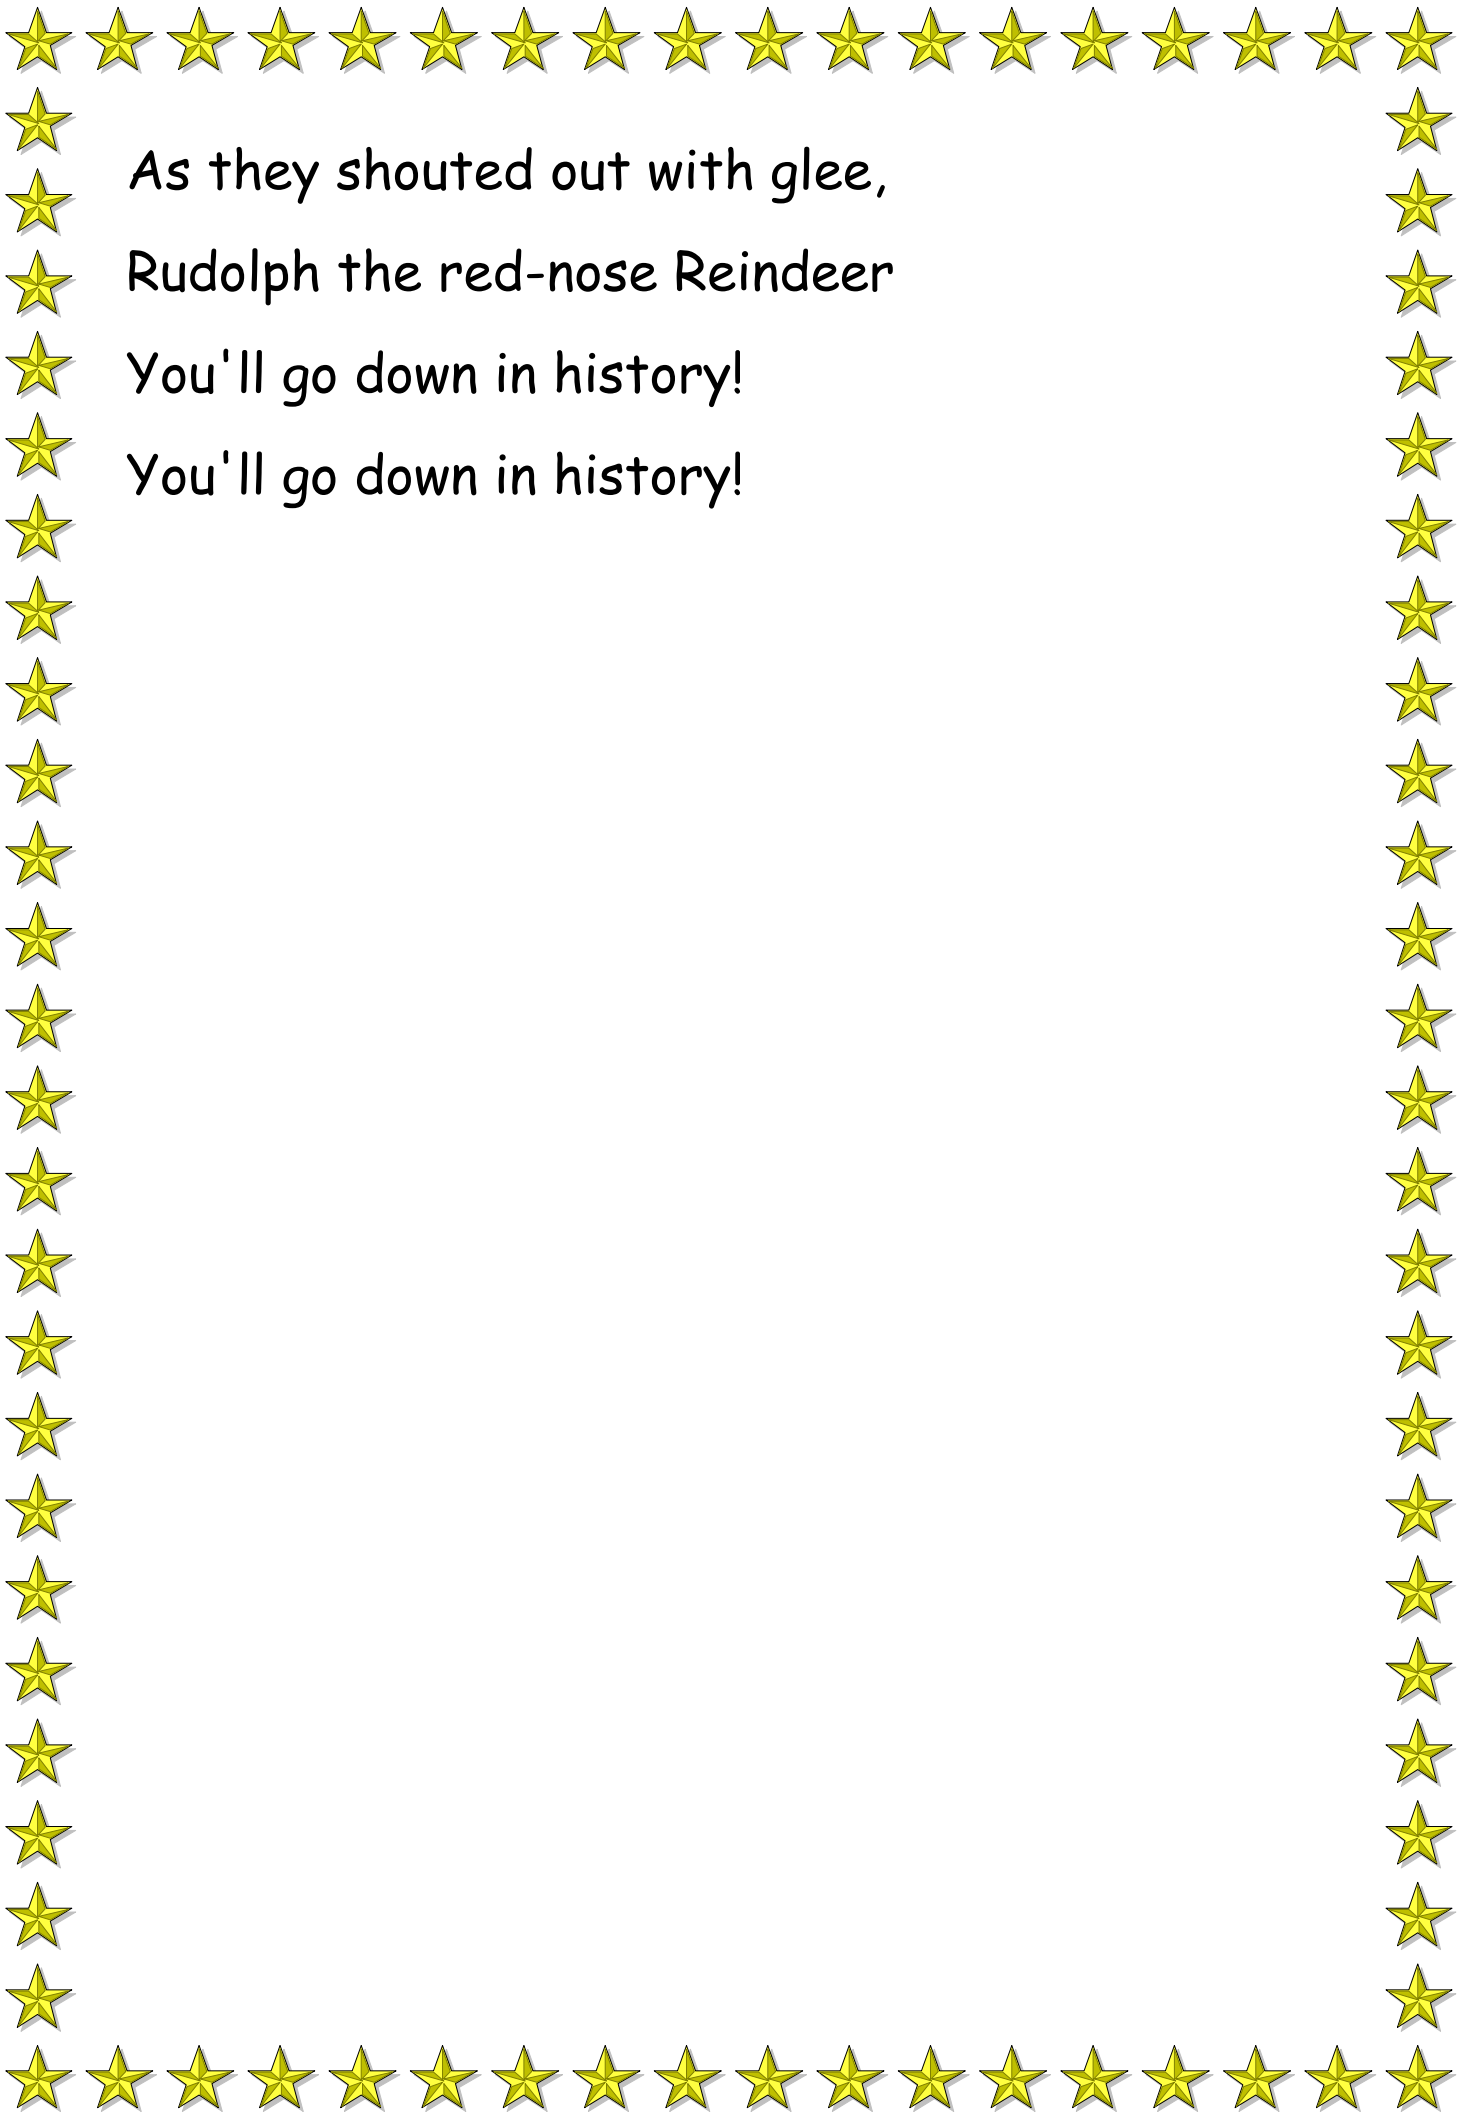 As they shouted out with glee,
Rudolph the red-nose Reindeer
You'll go down in history!
You'll go down in history!